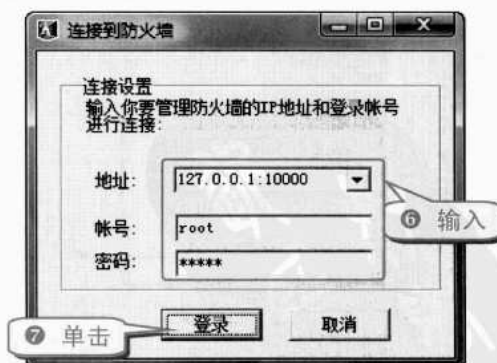 连接到防火墙
连接设置
输入你要管理防火墙的IP地址和登录帐号
进行连接:
地址:
127.0.0.1:10000
❻ 输入
帐号:
root
密码:
*****
❼ 单击
登录
取消